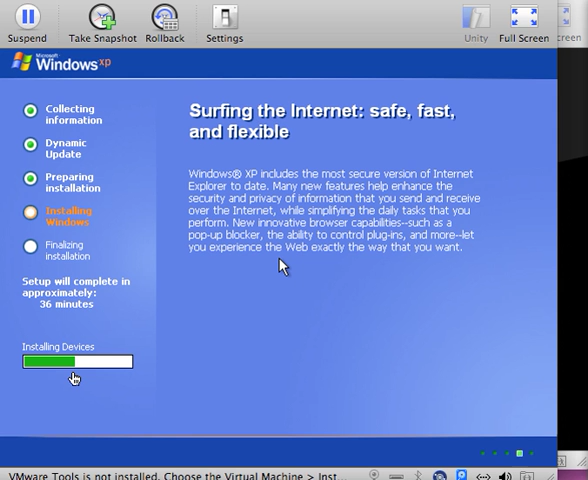 Suspend
Take Snapshot
Rollback
Settings
Unity
Full Screen
Microsoft
Windows xp
Collecting
information
Dynamic
Update
Preparing
installation
Installing
Windows
Finalizing
installation
Setup will complete in
approximately:
36 minutes
Installing Devices
Surfing the Internet: safe, fast,
and flexible
Windows® XP includes the most secure version of Internet
Explorer to date. Many new features help enhance the
security and privacy of information that you send and receive
over the Internet, while simplifying the daily tasks that you
perform. New innovative browser capabilities--such as a
pop-up blocker, the ability to control plug-ins, and more--let
you experience the Web exactly the way that you want.
VMware Tools is not installed. Choose the Virtual Machine > Inst...